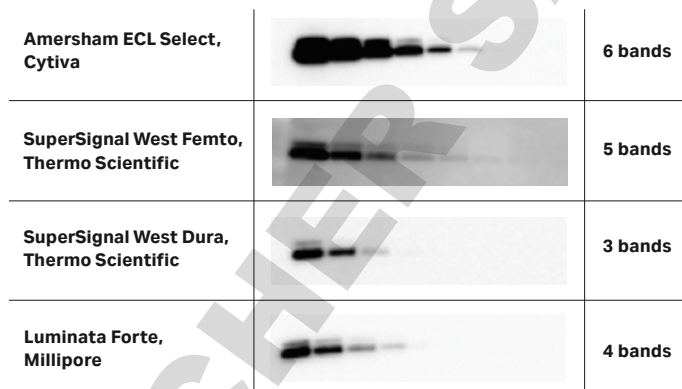 Amersham ECL Select,
Cytiva
6 bands
SuperSignal West Femto,
Thermo Scientific
5 bands
SuperSignal West Dura,
Thermo Scientific
3 bands
Luminata Forte,
Millipore
4 bands
CHER S